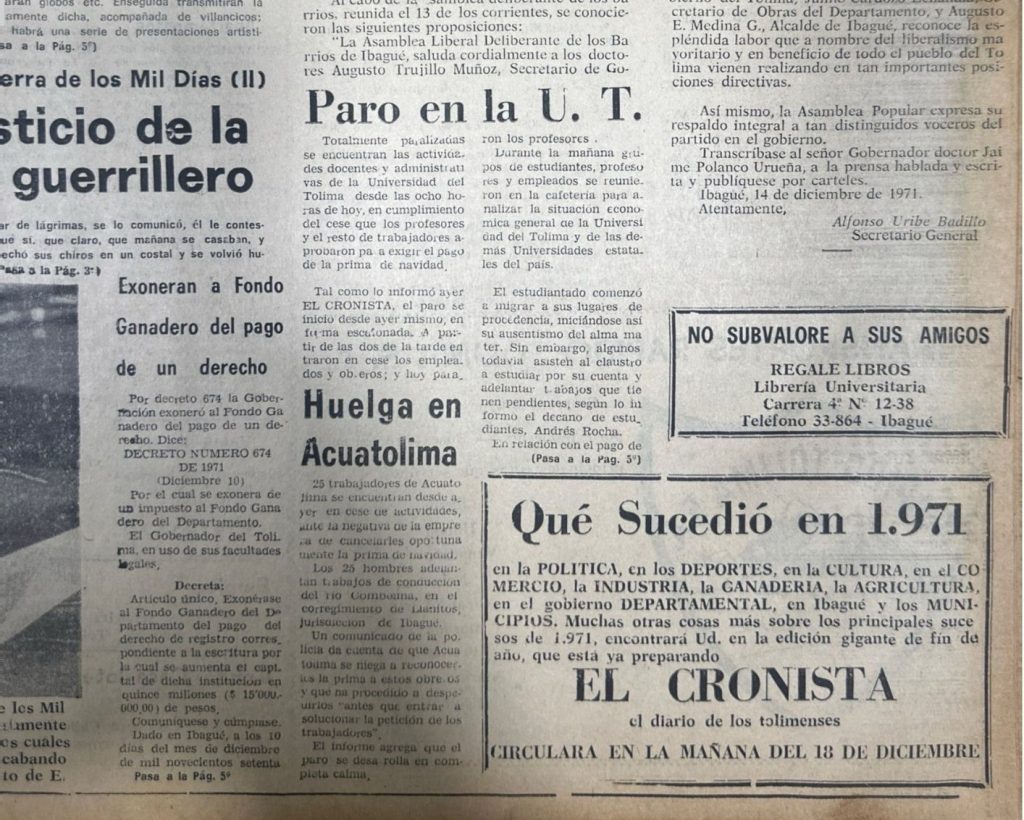 aran globos etc. Enseguida transmitirán la
amente dicha, acompañada de villancicos;
habrá una serie de presentaciones artísti-
asa a la Pág. 5ª)
erra de los Mil Días (II)
sticio de la
guerrillero
ar de lágrimas, se lo comunicó, él le contes-
ué sí, que claro, que mañana se casaban, y
echó sus chiros en un costal y se volvió hu-
Pasa a la Pág. 3ª)
e los Mil
os cuales
cabando
to de E.
Exoneran a Fondo
Ganadero del pago
de un derecho
Por decreto 674 la Gober-
nación exoneró al Fondo Ga
nadero del pago de un de-
recho. Dice:
DECRETO NUMERO 674
DE 1971
(Diciembre 10)
Por el cual se exonera de
un impuesto al Fondo Gana
dero del Departamento.
El Gobernador del Toli-
ma, en uso de sus facultades
legales,
Decreta:
Artículo único. Exonérase
al Fondo Ganadero del De
partamento del pago del
derecho de registro corres
pondiente a la escritura por
la cual se aumenta el capi
tal de dicha institución en
quince millones ($ 15'000.-
000,00) de pesos.
Comuníquese y cúmplase.
Dado en Ibagué, a los 10
días del mes de diciembre
de mil novecientos setenta
Pasa a la Pág. 5ª
rrios, reunida el 13 de los corrientes, se conocie-
ron las siguientes proposiciones:
"La Asamblea Liberal Deliberante de los Ba
rrios de Ibagué, saluda cordialmente a los docto-
res Augusto Trujillo Muñoz, Secretario de Go-
Paro en la U. T.
Totalmente paralizadas
se encuentran las activida-
des docentes y administrati
vas de la Universidad del
Tolima desde las ocho ho-
ras de hoy, en cumplimiento
del cese que los profesores
y el resto de trabajadores a-
probaron pa a exigir el pago
de la prima de navidad.
Tal como lo informó ayer
EL CRONISTA, el paro se
inició desde ayer mismo, en
forma escalonada. A par-
tir de las dos de la tarde en
traron en cese los emplea-
dos y obreros; y hoy para-
Huelga en
Acuatolima
25 trabajadores de Acuato
lima se encuentran desde a-
yer en cese de actividades,
ante la negativa de la empre
sa de cancelarles oportuna
mente la prima de navidad.
Los 25 hombres adelan-
tan trabajos de conducción
del río Combeima, en el
corregimiento de Llanitos,
jurisdicción de Ibagué.
Un comunicado de la po-
licía da cuenta de que Acua
tolima se niega a reconocer-
les la prima a estos obreros
y que ha procedido a despe-
dirlos "antes que entrar a
solucionar la petición de los
trabajadores".
El informe agrega que el
paro se desarrolla en com-
pleta calma.
ron los profesores.
Durante la mañana gru-
pos de estudiantes, profeso
res y empleados se reunie-
ron en la cafetería para a-
nalizar la situación econó-
mica general de la Universi
dad del Tolima y de las de-
más Universidades estata-
les del país.
El estudiantado comenzó
a migrar a sus lugares de
procedencia, iniciándose así
su ausentismo del alma ma
ter. Sin embargo, algunos
todavía asisten al claustro
a estudiar por su cuenta y
adelantar trabajos que tie
nen pendientes, según lo in
formó el decano de estu-
diantes, Andrés Rocha.
En relación con el pago de
(Pasa a la Pág. 5ª)
cretario de Obras del Departamento, y Augusto
E. Medina G., Alcalde de Ibagué, reconoce la es-
pléndida labor que a nombre del liberalismo ma
yoritario y en beneficio de todo el pueblo del To
lima vienen realizando en tan importantes posi-
ciones directivas.
Así mismo, la Asamblea Popular expresa su
respaldo integral a tan distinguidos voceros del
partido en el gobierno.
Transcríbase al señor Gobernador doctor Jai
me Polanco Urueña, a la prensa hablada y escri-
ta y publíquese por carteles.
Ibagué, 14 de diciembre de 1971.
Atentamente,
Alfonso Uribe Badillo
Secretario General
NO SUBVALORE A SUS AMIGOS
REGALE LIBROS
Librería Universitaria
Carrera 4ª Nº 12-38
Teléfono 33-864 - Ibagué
Qué Sucedió en 1.971
en la POLITICA, en los DEPORTES, en la CULTURA, en el CO
MERCIO, la INDUSTRIA, la GANADERIA, la AGRICULTURA,
en el gobierno DEPARTAMENTAL, en Ibagué y los MUNI-
CIPIOS. Muchas otras cosas más sobre los principales suce
sos de 1.971, encontrará Ud. en la edición gigante de fin de
año, que está ya preparando
EL CRONISTA
el diario de los tolimenses
CIRCULARA EN LA MAÑANA DEL 18 DE DICIEMBRE